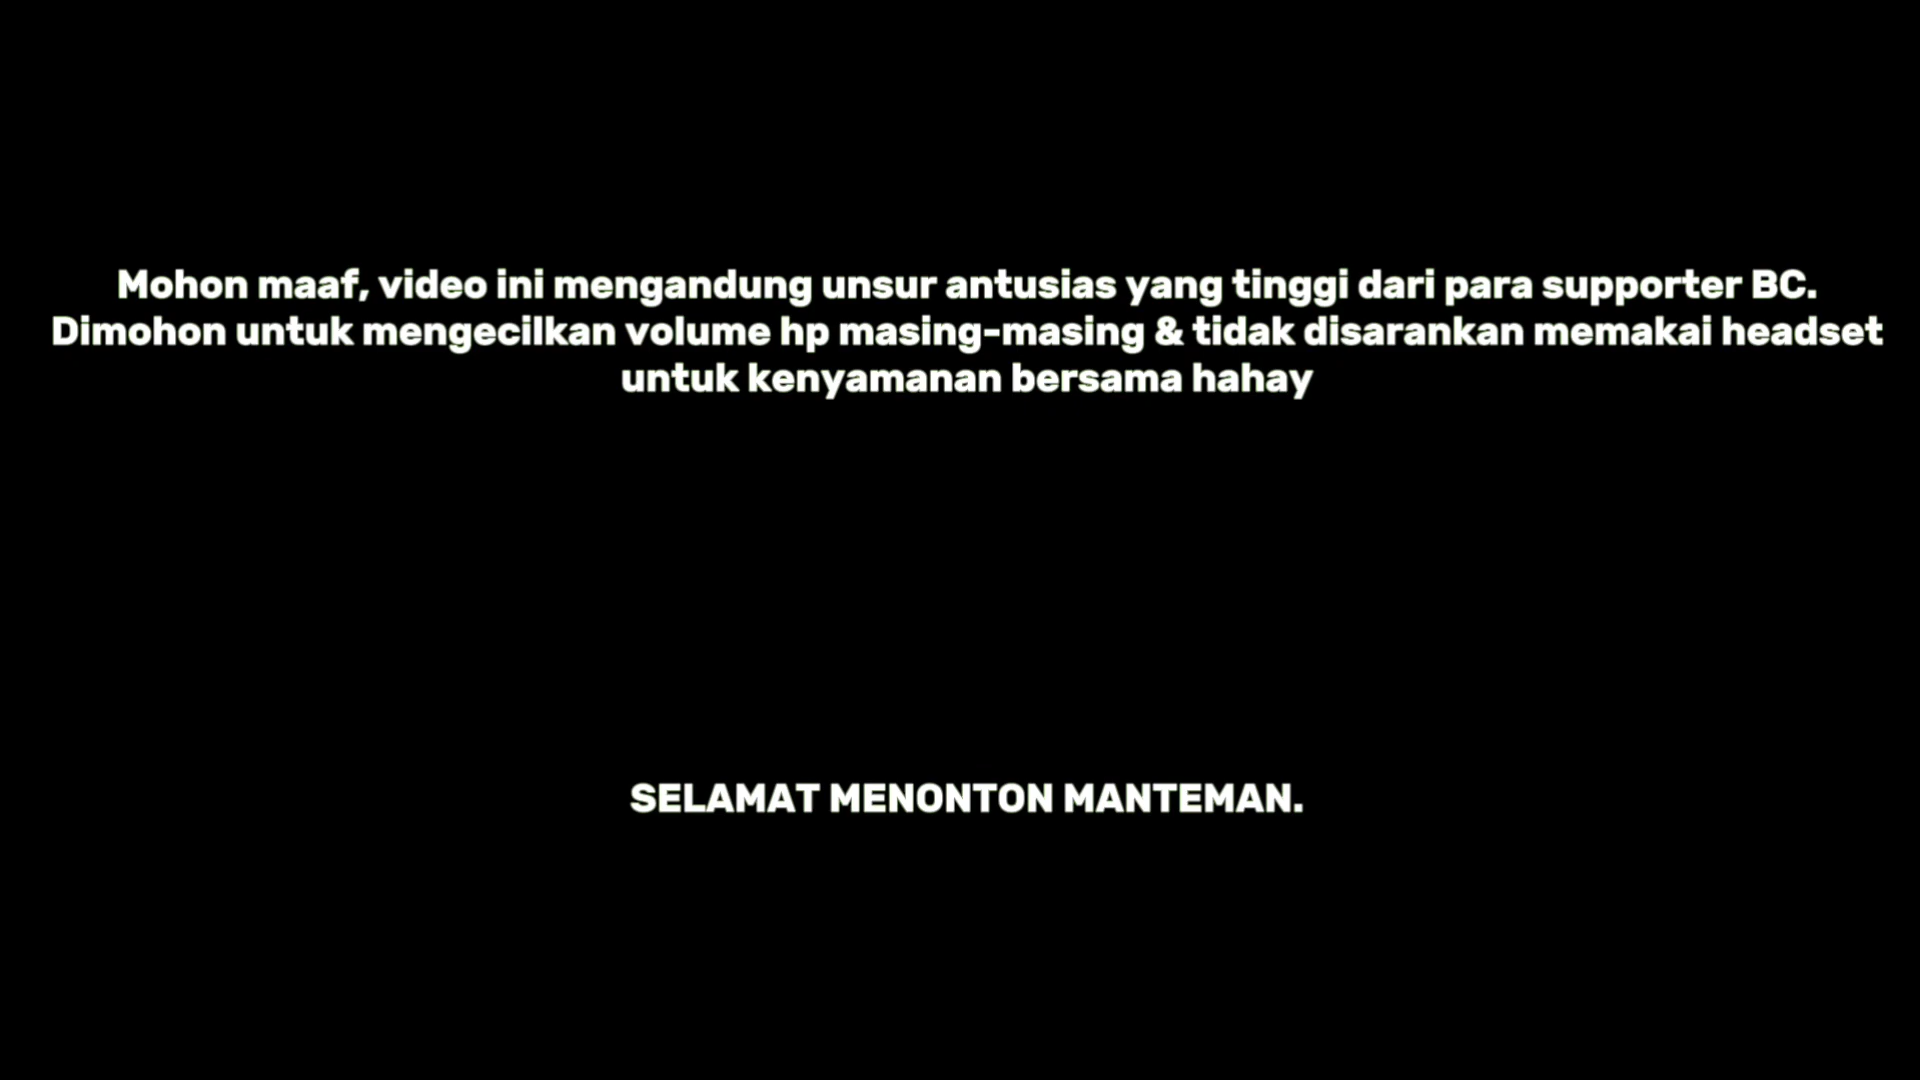 Mohon maaf, video ini mengandung unsur antusias yang tinggi dari para supporter BC.
Dimohon untuk mengecilkan volume hp masing-masing & tidak disarankan memakai headset
untuk kenyamanan bersama hahay
SELAMAT MENONTON MANTEMAN.